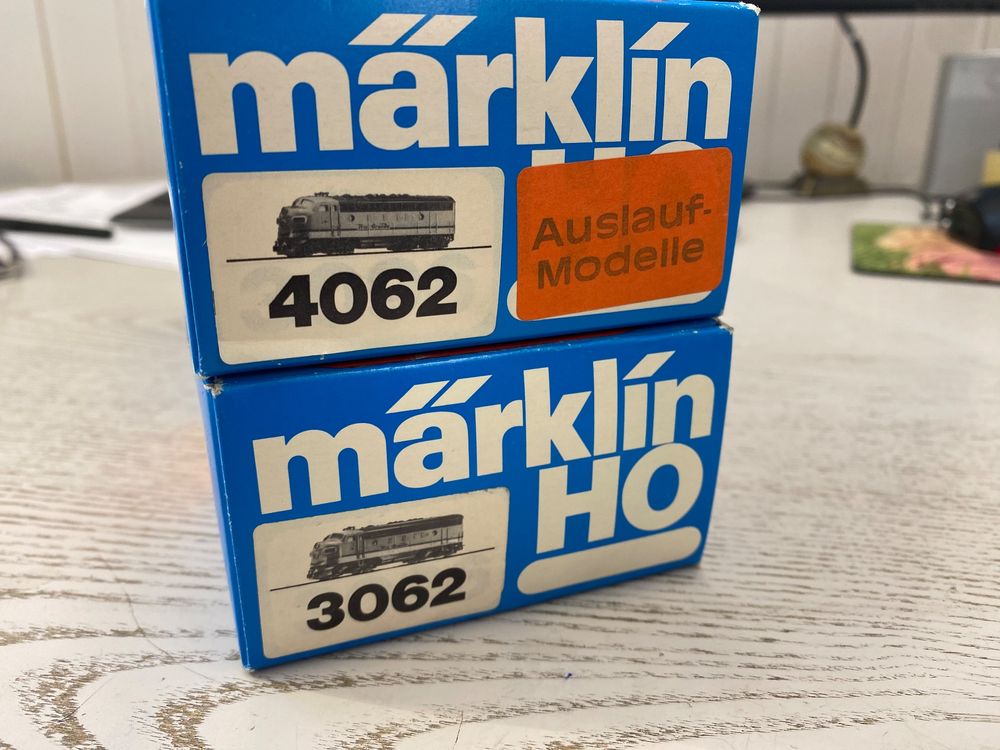 märklin
4062
Auslauf-
Modelle
märklin
HO
3062